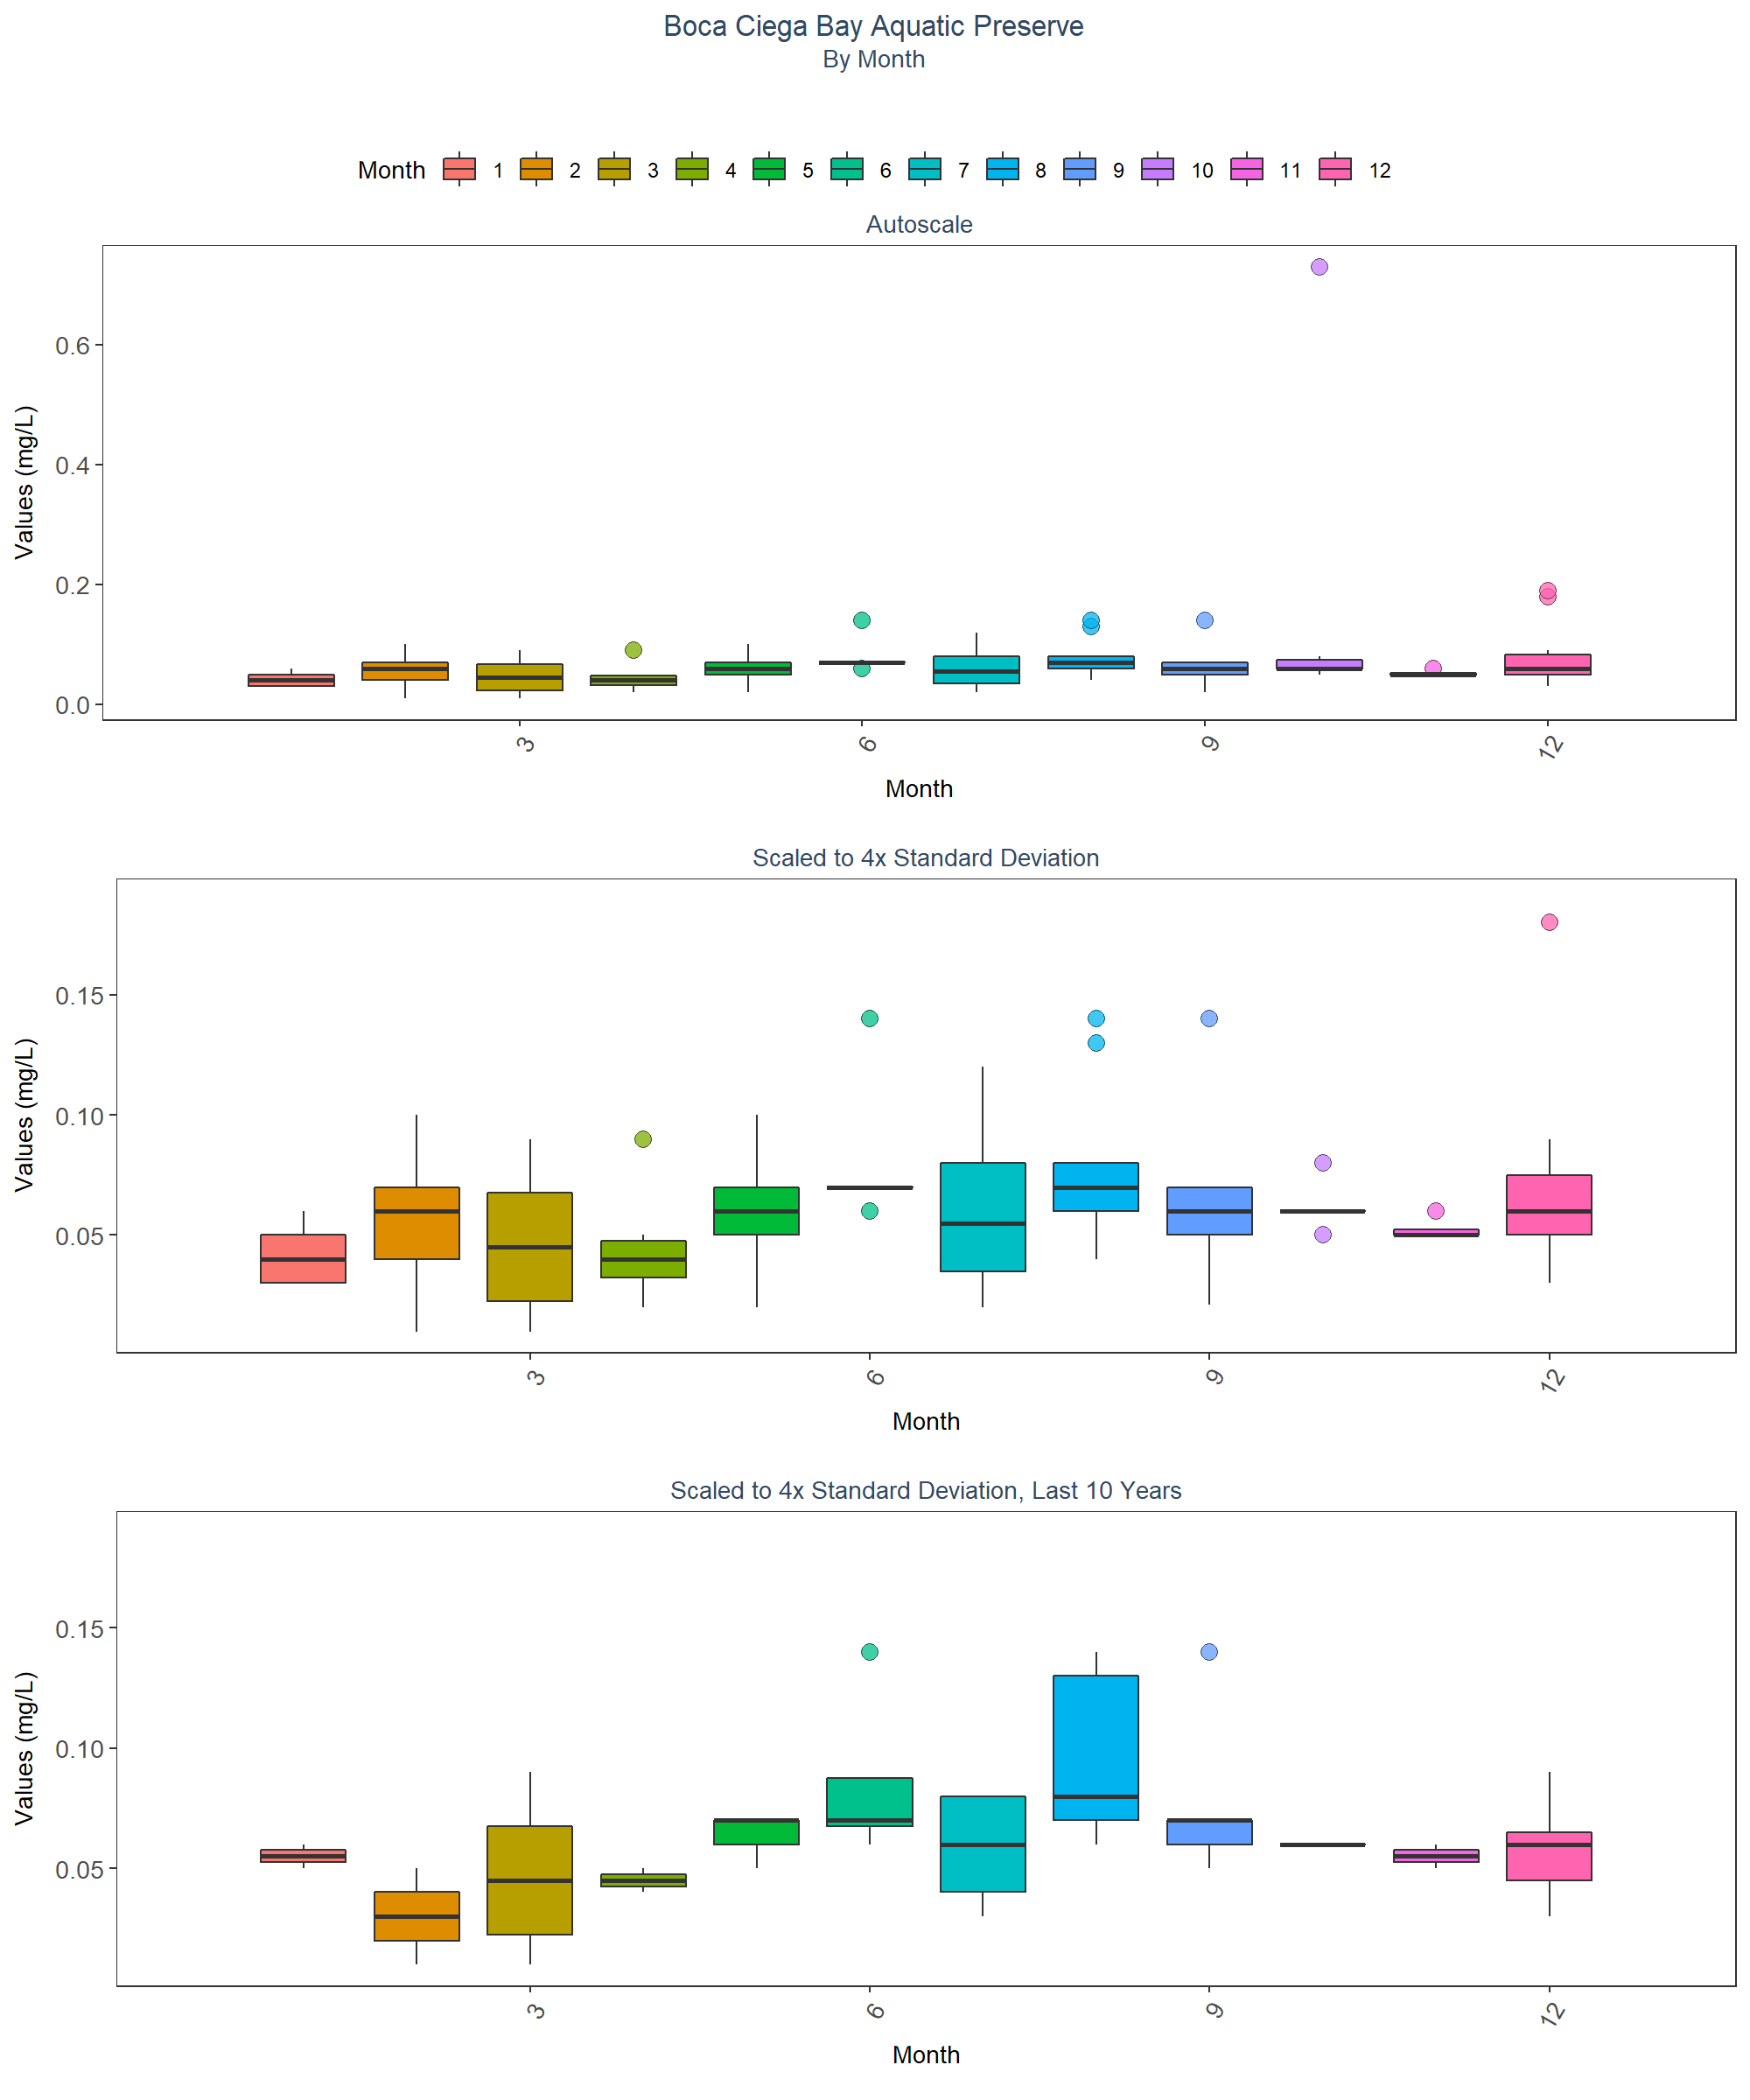 Boca Ciega Bay Aquatic Preserve
By Month
Month 1 2 3 4 5 6 7 8 9 10 11 12
Autoscale
Values (mg/L)
0.6
0.4
0.2
0.0
3 6 9 12
Month
Scaled to 4x Standard Deviation
Values (mg/L)
0.15
0.10
0.05
3 6 9 12
Month
Scaled to 4x Standard Deviation, Last 10 Years
Values (mg/L)
0.15
0.10
0.05
3 6 9 12
Month